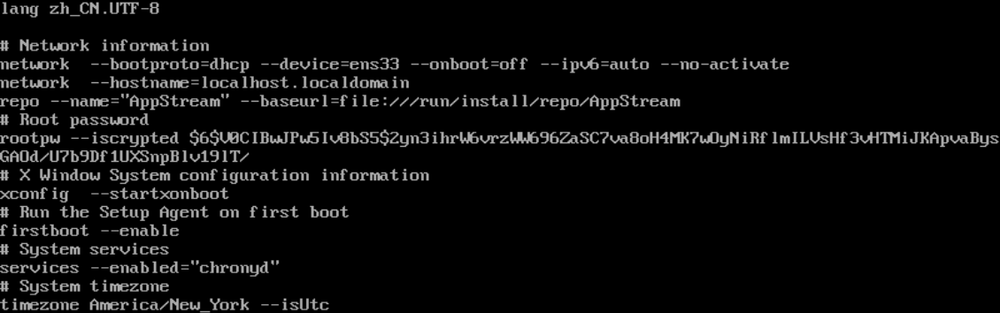 lang zh_CN.UTF-8
# Network information
network  --bootproto=dhcp --device=ens33 --onboot=off --ipv6=auto --no-activate
network  --hostname=localhost.localdomain
repo --name="AppStream" --baseurl=file:///run/install/repo/AppStream
# Root password
rootpw --iscrypted $6$V0CIBwJPw5Iv8bS5$2yn3ihrW6vrzWW696ZaSC7va8oH4MK7wOyNiRflmILVsHf3vHTMiJKApvaBys
GAOd/U7b9Df1UXSnpBlv19lT/
# X Window System configuration information
xconfig  --startxonboot
# Run the Setup Agent on first boot
firstboot --enable
# System services
services --enabled="chronyd"
# System timezone
timezone America/New_York --isUtc